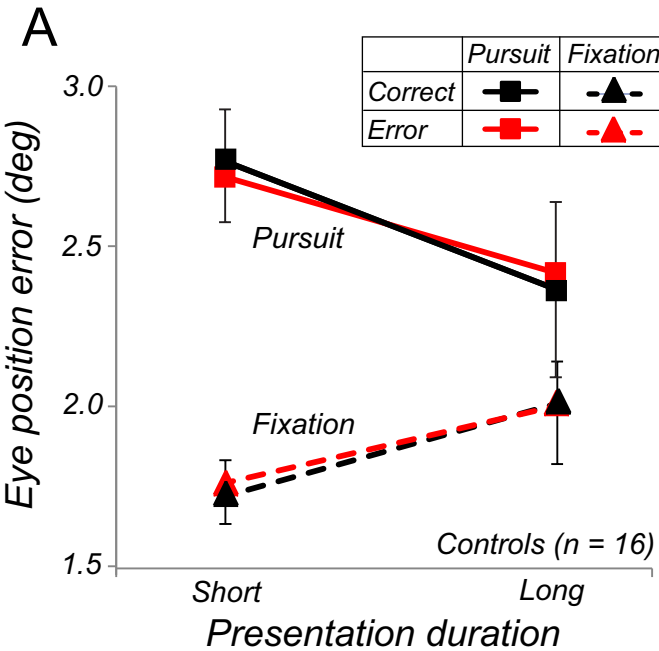 A
Pursuit Fixation
Correct
Error
Eye position error (deg)
3.0
2.5
2.0
1.5
Pursuit
Fixation
Controls (n = 16)
Short Long
Presentation duration